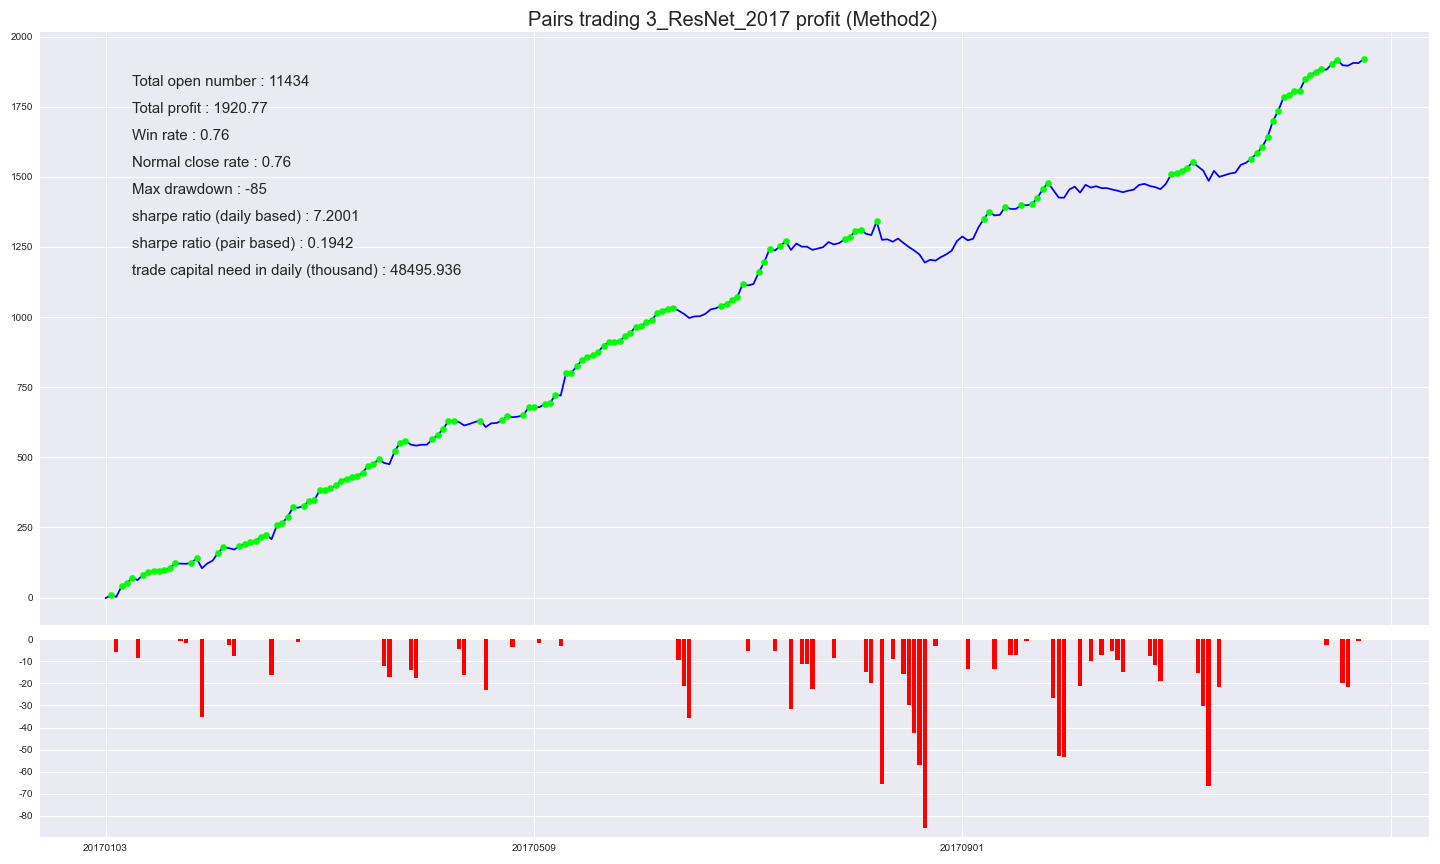 Pairs trading 3_ResNet_2017 profit (Method2)
2000
1750
1500
1250
1000
750
500
250
0
Total open number : 11434
Total profit : 1920.77
Win rate : 0.76
Normal close rate : 0.76
Max drawdown : -85
sharpe ratio (daily based) : 7.2001
sharpe ratio (pair based) : 0.1942
trade capital need in daily (thousand) : 48495.936
0
-10
-20
-30
-40
-50
-60
-70
-80
20170103 20170509 20170901